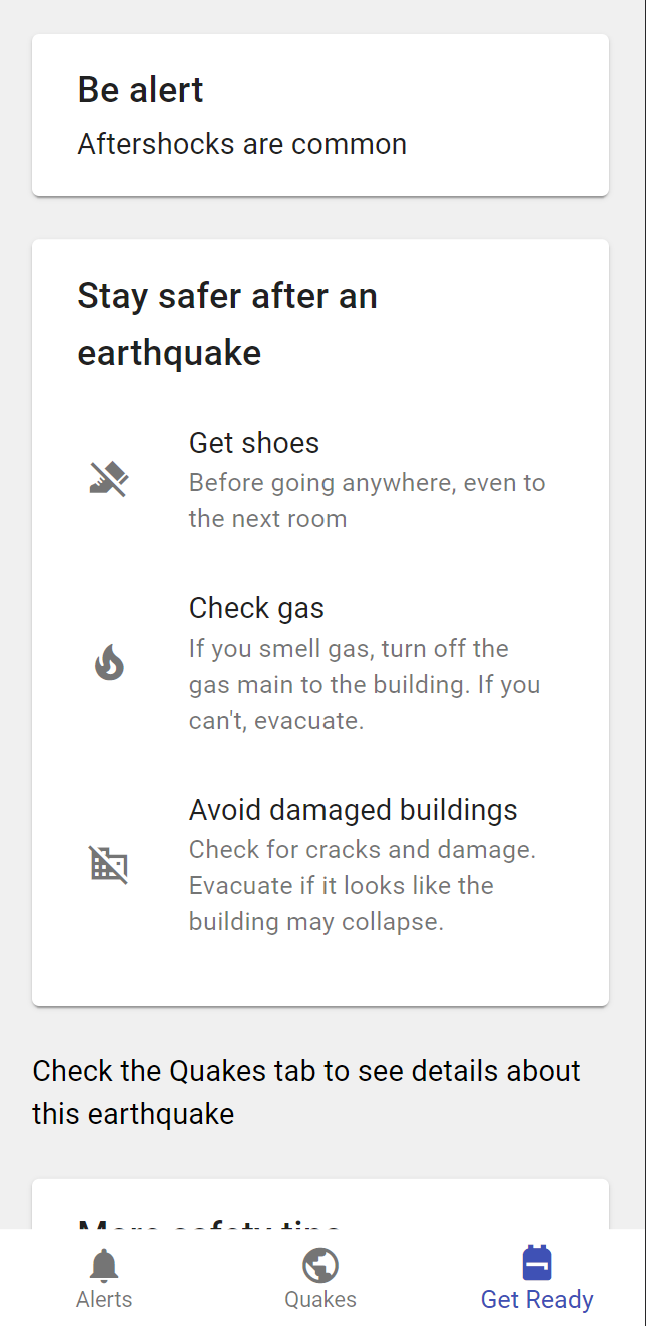 Be alert
Aftershocks are common
Stay safer after an
earthquake
Get shoes
Before going anywhere, even to
the next room
Check gas
If you smell gas, turn off the
gas main to the building. If you
can't, evacuate.
Avoid damaged buildings
Check for cracks and damage.
Evacuate if it looks like the
building may collapse.
Check the Quakes tab to see details about
this earthquake
More safety tips
Alerts
Quakes
Get Ready